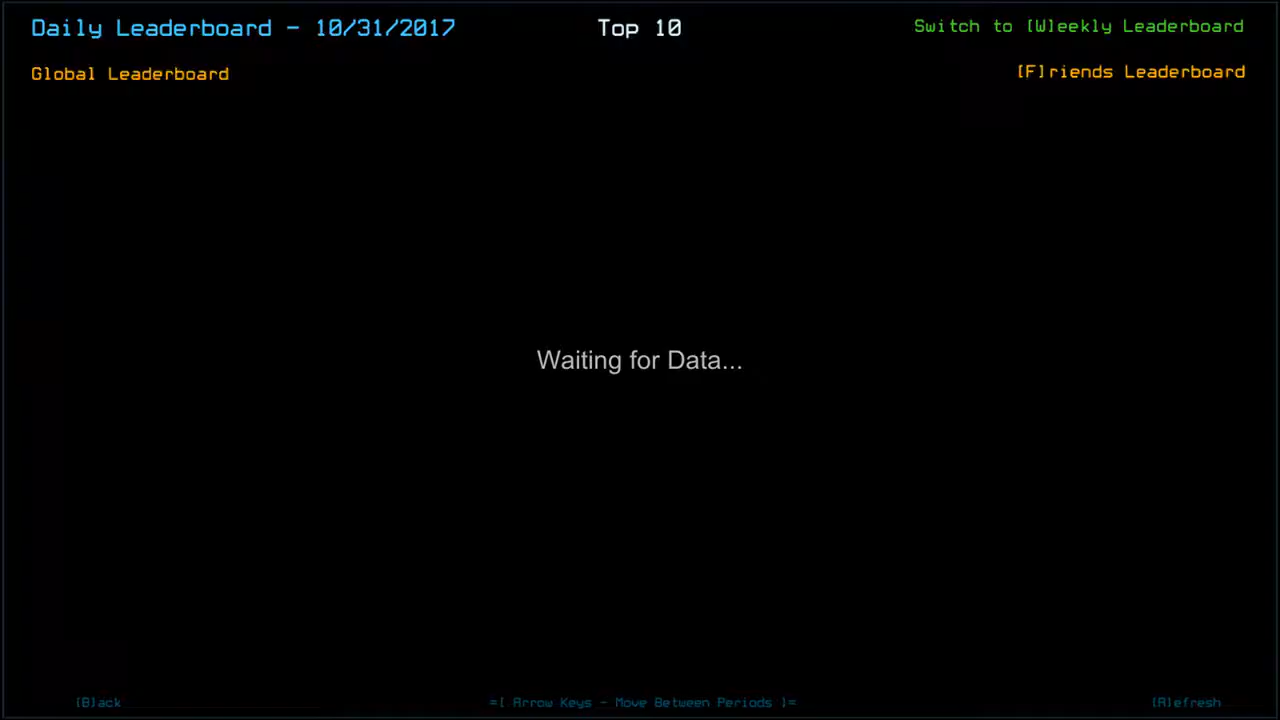 Daily Leaderboard - 10/31/2017
Top 10
Switch to [W]eekly Leaderboard
Global Leaderboard
[F]riends Leaderboard
Waiting for Data...
[B]ack
=[ Arrow Keys - Move Between Periods ]=
[R]efresh